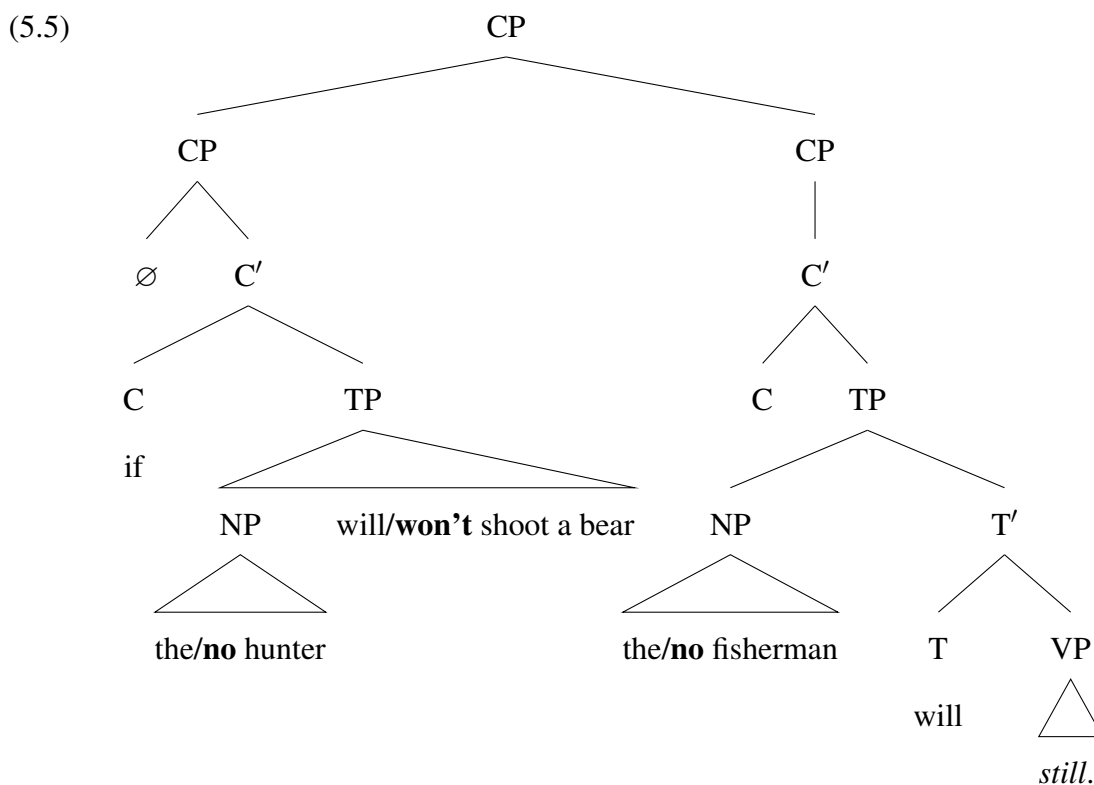 (5.5) CP
CP CP
∅ C′ C′
C TP C TP
if
NP will/won't shoot a bear NP T′
the/no hunter the/no fisherman T VP
will
still.